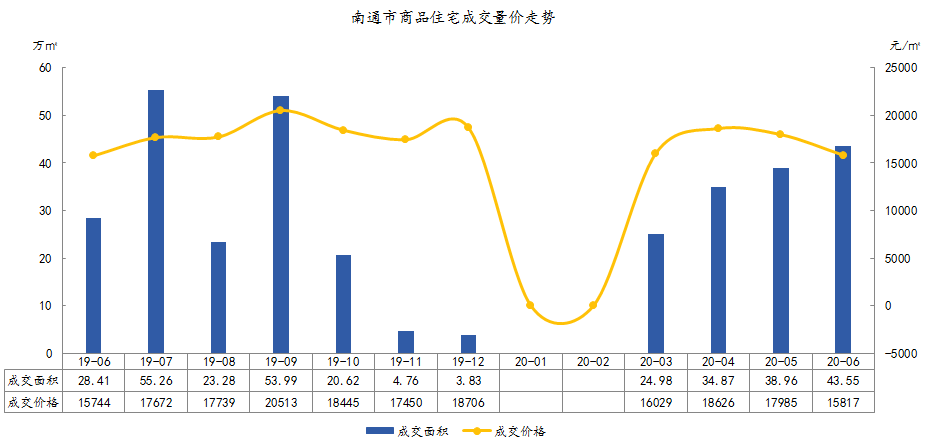 南通市商品住宅成交量价走势
万㎡ 元/㎡
60 25000
50 20000
40 15000
30 10000
20 5000
10 0
0 -5000
19-06 19-07 19-08 19-09 19-10 19-11 19-12 20-01 20-02 20-03 20-04 20-05 20-06
成交面积 28.41 55.26 23.28 53.99 20.62 4.76 3.83 24.98 34.87 38.96 43.55
成交价格 15744 17672 17739 20513 18445 17450 18706 16029 18626 17985 15817
成交面积 成交价格